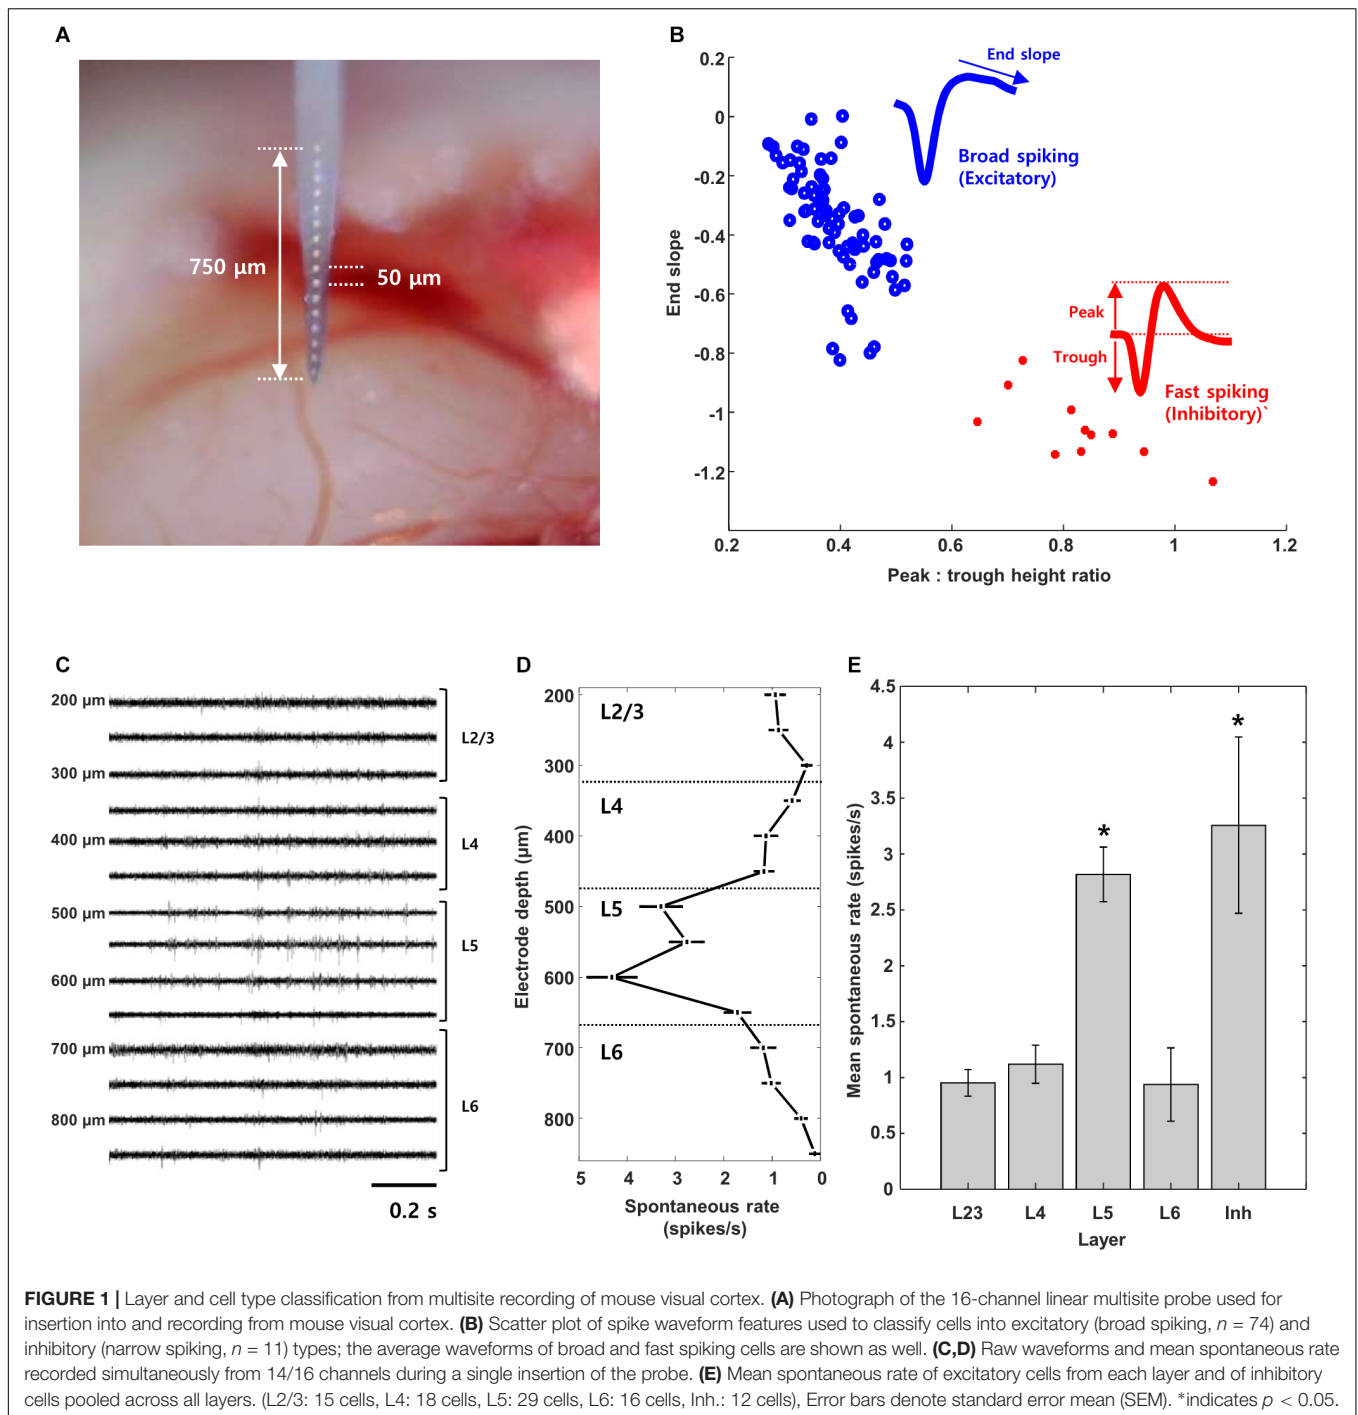 A
750 µm
50 µm
B
0.2
0
-0.2
-0.4
-0.6
-0.8
-1
-1.2
End slope
0.2
0.4
0.6
0.8
1
1.2
Peak : trough height ratio
End slope
Broad spiking
(Excitatory)
Peak
Trough
Fast spiking
(Inhibitory)`
C
200 µm
300 µm
400 µm
500 µm
600 µm
700 µm
800 µm
L2/3
L4
L5
L6
0.2 s
D
200
300
400
500
600
700
800
Electrode depth (µm)
L2/3
L4
L5
L6
5
4
3
2
1
0
Spontaneous rate
(spikes/s)
E
4.5
4
3.5
3
2.5
2
1.5
1
0.5
0
Mean spontaneous rate (spikes/s)
*
*
L23
L4
L5
L6
Inh
Layer
FIGURE 1 | Layer and cell type classification from multisite recording of mouse visual cortex. (A) Photograph of the 16-channel linear multisite probe used for
insertion into and recording from mouse visual cortex. (B) Scatter plot of spike waveform features used to classify cells into excitatory (broad spiking, n = 74) and
inhibitory (narrow spiking, n = 11) types; the average waveforms of broad and fast spiking cells are shown as well. (C,D) Raw waveforms and mean spontaneous rate
recorded simultaneously from 14/16 channels during a single insertion of the probe. (E) Mean spontaneous rate of excitatory cells from each layer and of inhibitory
cells pooled across all layers. (L2/3: 15 cells, L4: 18 cells, L5: 29 cells, L6: 16 cells, Inh.: 12 cells), Error bars denote standard error mean (SEM). *indicates p < 0.05.